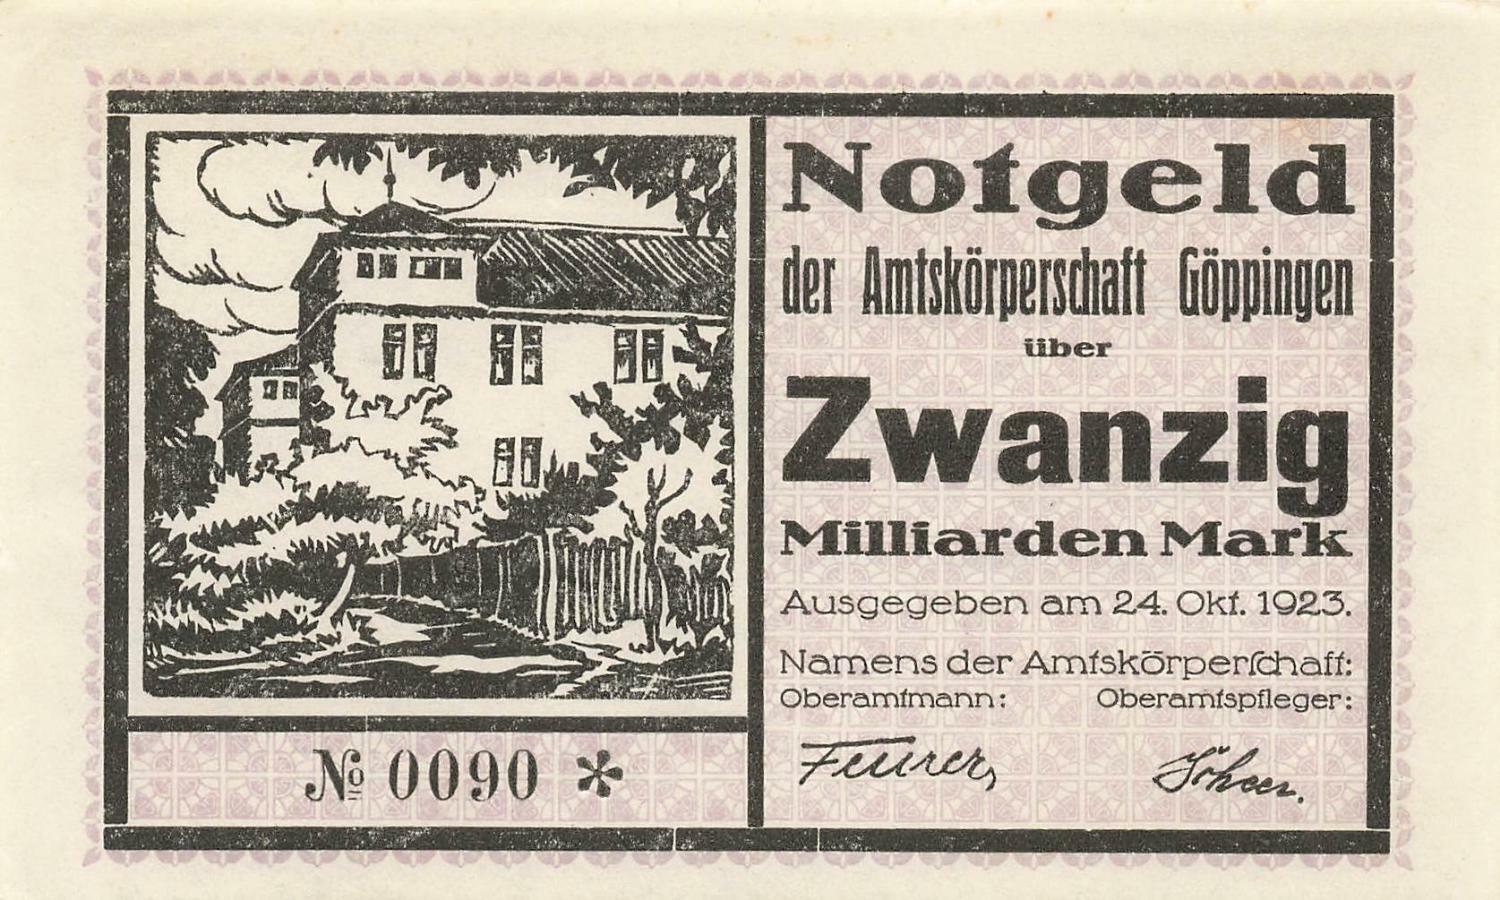 Notgeld
der Amtskörperschaft Göppingen
über
Zwanzig
Milliarden Mark
Ausgegeben am 24. Okt. 1923.
Namens der Amtskörperſchaft:
Oberamtmann: Oberamtspfleger:
Feurer,
№ 0090 *